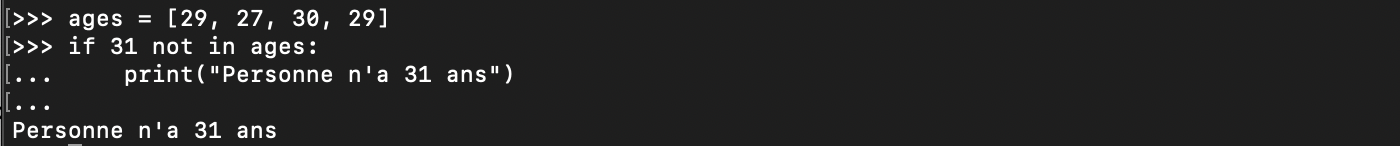 >>> ages = [29, 27, 30, 29]
>>> if 31 not in ages:
...     print("Personne n'a 31 ans")
...
Personne n'a 31 ans